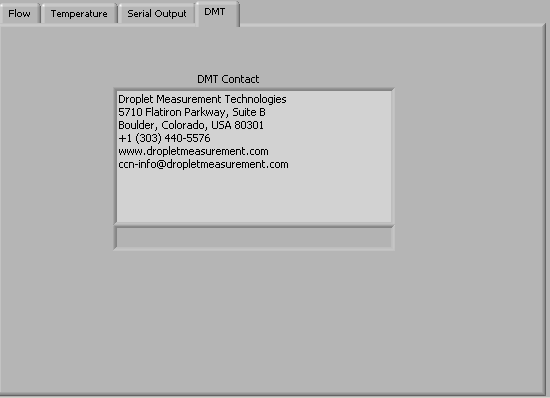 Flow
Temperature
Serial Output
DMT
DMT Contact
Droplet Measurement Technologies
5710 Flatiron Parkway, Suite B
Boulder, Colorado, USA 80301
+1 (303) 440-5576
www.dropletmeasurement.com
ccn-info@dropletmeasurement.com